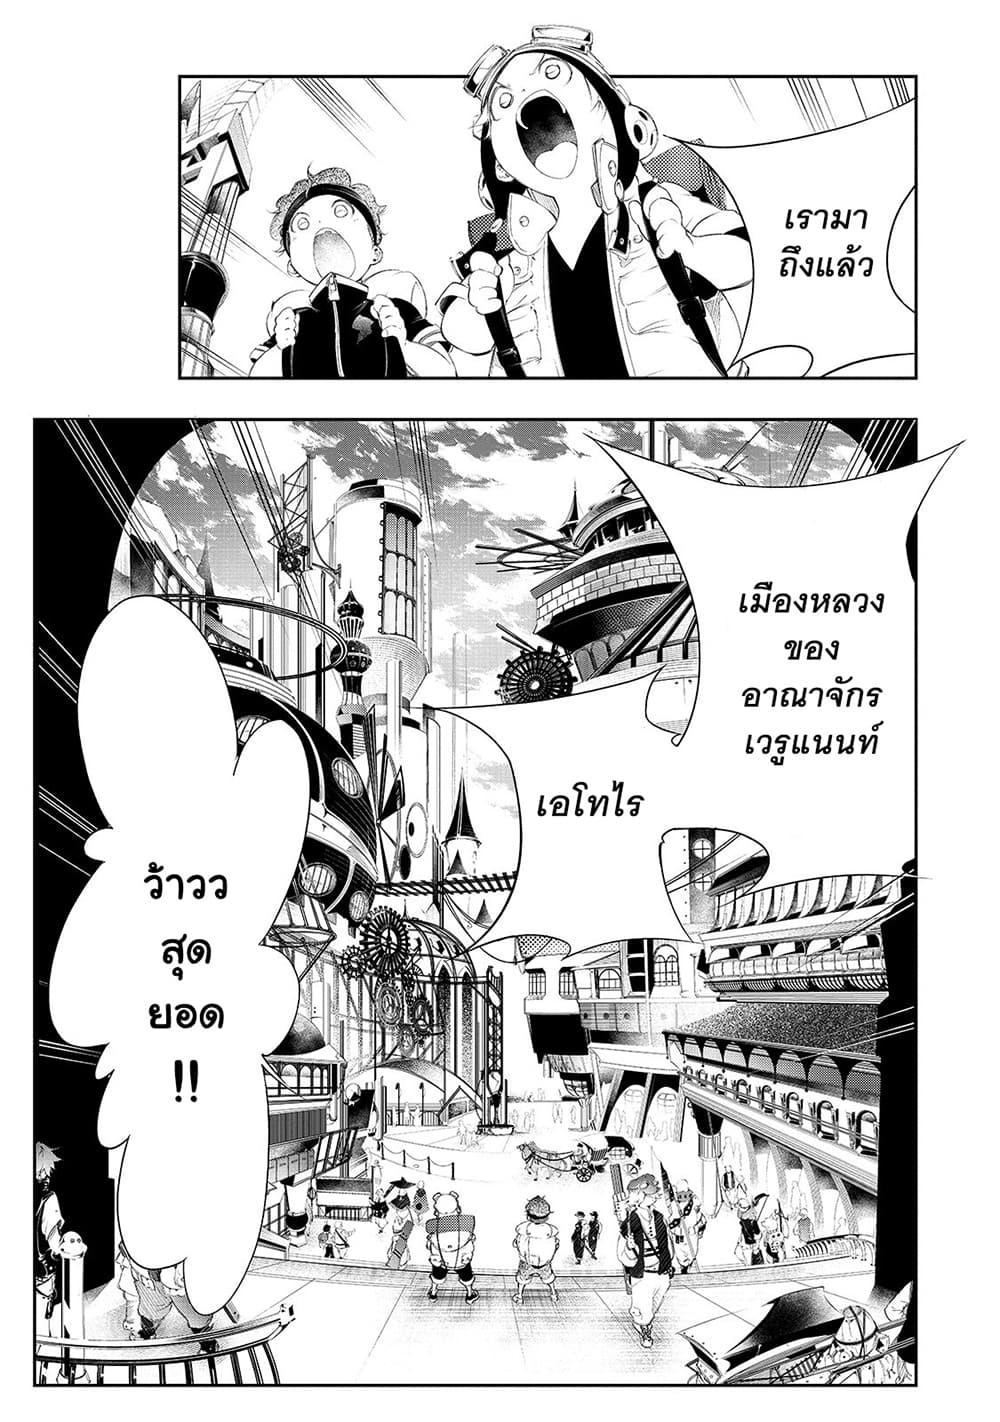 เรามา
ถึงแล้ว
เมืองหลวง
ของ
อาณาจักร
เวรูแนนท์
เอโทไร
ว้าวว
สุด
ยอด
!!